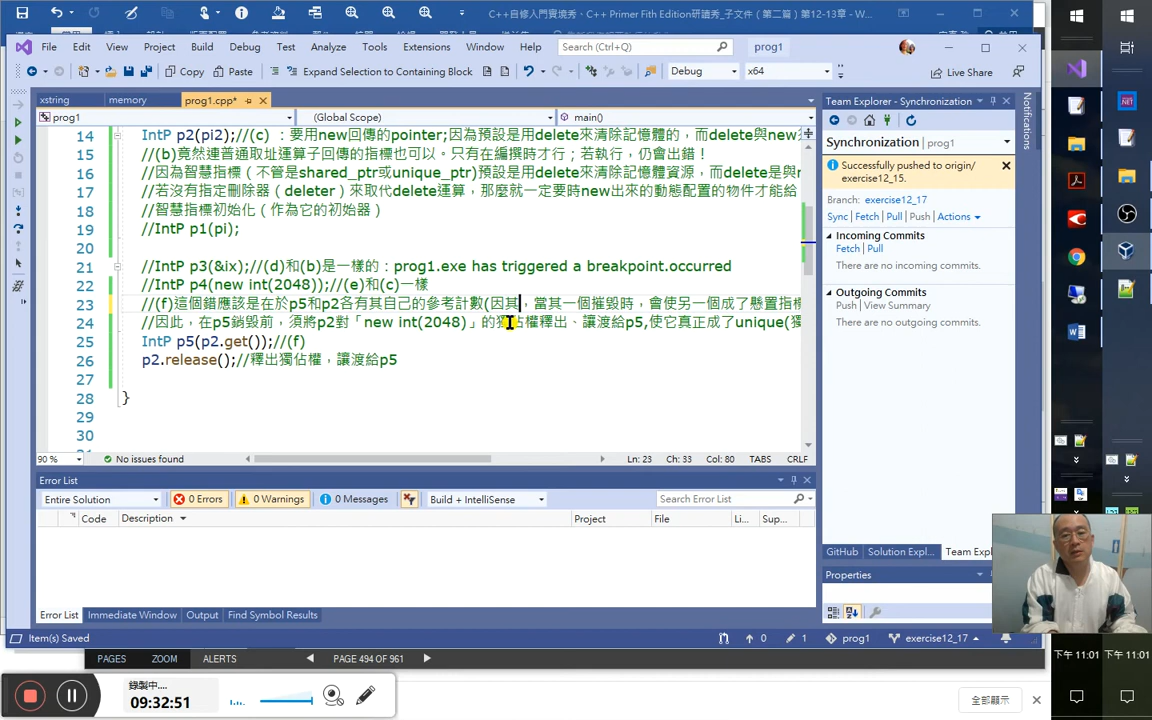 C++自修入門實境秀、C++ Primer Fith Edition研讀秀_子文件（第二篇）12-13章 - W...
File Edit View Project Build Debug Test Analyze Tools Extensions Window Help Search (Ctrl+Q) prog1
Copy Paste Expand Selection to Containing Block Debug x64 Live Share
xstring memory prog1.cpp*
prog1 (Global Scope) main()
14 IntP p2(pi2);//(c) ：要用new回傳的pointer;因為預設是用delete來清除記憶體的，而delete與new須
15 //(b)竟然連普通取址運算子回傳的指標也可以。只有在編撰時才行；若執行，仍會出錯！
16 //因為智慧指標（不管是shared_ptr或unique_ptr)預設是用delete來清除記憶體資源，而delete是與
17 //若沒有指定刪除器（deleter）來取代delete運算，那麼就一定要時new出來的動態配置的物件才能給
18 //智慧指標初始化（作為它的初始器）
19 //IntP p1(pi);
20
21 //IntP p3(&ix);//(d)和(b)是一樣的：prog1.exe has triggered a breakpoint.occurred
22 //IntP p4(new int(2048));//(e)和(c)一樣
23 //(f)這個錯應該是在於p5和p2各有其自己的參考計數(因其，當其一個摧毀時，會使另一個成了懸置指標
24 //因此，在p5銷毀前，須將p2對「new int(2048)」的獨佔權釋出、讓渡給p5,使它真正成了unique(獨
25 IntP p5(p2.get());//(f)
26 p2.release();//釋出獨佔權，讓渡給p5
27
28 }
29
30
90 % No issues found Ln: 23 Ch: 33 Col: 80 TABS CRLF
Error List
Entire Solution 0 Errors 0 Warnings 0 Messages Build + IntelliSense Search Error List
Code Description Project File Li... Sup...
Error List Immediate Window Output Find Symbol Results
Item(s) Saved 0 1 prog1 exercise12_17
Team Explorer - Synchronization
Synchronization prog1
Successfully pushed to origin/
exercise12_15.
Branch: exercise12_17
Sync Fetch Pull Push Actions
Incoming Commits
Fetch Pull
Outgoing Commits
Push View Summary
GitHub Solution Expl... Team Expl
Properties
Notifications
PAGES ZOOM ALERTS PAGE 494 OF 961
錄製中....
09:32:51
全部顯示
下午 11:01 下午 11:01